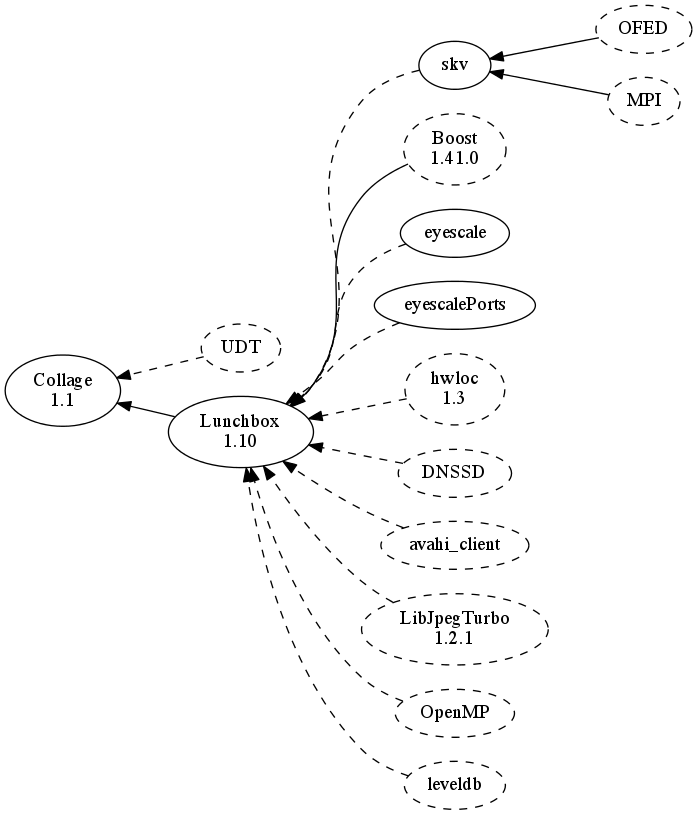 OFED
skv
MPI
Boost
1.41.0
eyescale
eyescalePorts
UDT
Collage
1.1
hwloc
1.3
Lunchbox
1.10
DNSSD
avahi_client
LibJpegTurbo
1.2.1
OpenMP
leveldb